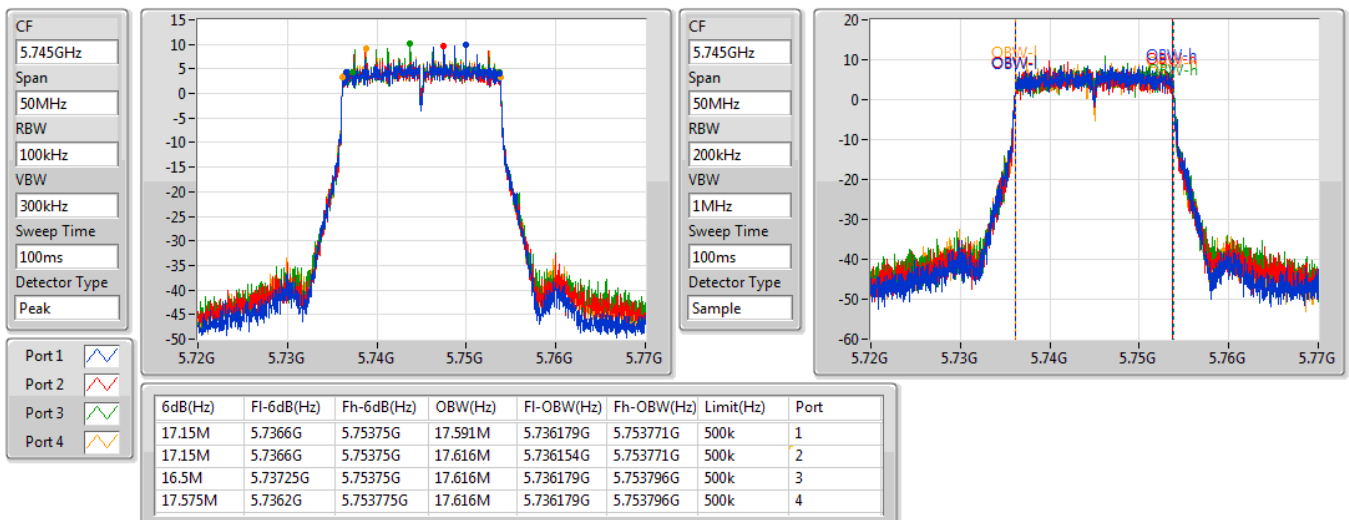 CF
5.745GHz
Span
50MHz
RBW
100kHz
VBW
300kHz
Sweep Time
100ms
Detector Type
Peak
Port 1
Port 2
Port 3
Port 4
15
10
5
0
-5
-10
-15
-20
-25
-30
-35
-40
-45
-50
5.72G 5.73G 5.74G 5.75G 5.76G 5.77G
CF
5.745GHz
Span
50MHz
RBW
200kHz
VBW
1MHz
Sweep Time
100ms
Detector Type
Sample
20
10
0
-10
-20
-30
-40
-50
-60
OBW-l OBW-h
5.72G 5.73G 5.74G 5.75G 5.76G 5.77G
6dB(Hz) Fl-6dB(Hz) Fh-6dB(Hz) OBW(Hz) Fl-OBW(Hz) Fh-OBW(Hz) Limit(Hz) Port
17.15M 5.7366G 5.75375G 17.591M 5.736179G 5.753771G 500k 1
17.15M 5.7366G 5.75375G 17.616M 5.736154G 5.753771G 500k 2
16.5M 5.73725G 5.75375G 17.616M 5.736179G 5.753796G 500k 3
17.575M 5.7362G 5.753775G 17.616M 5.736179G 5.753796G 500k 4